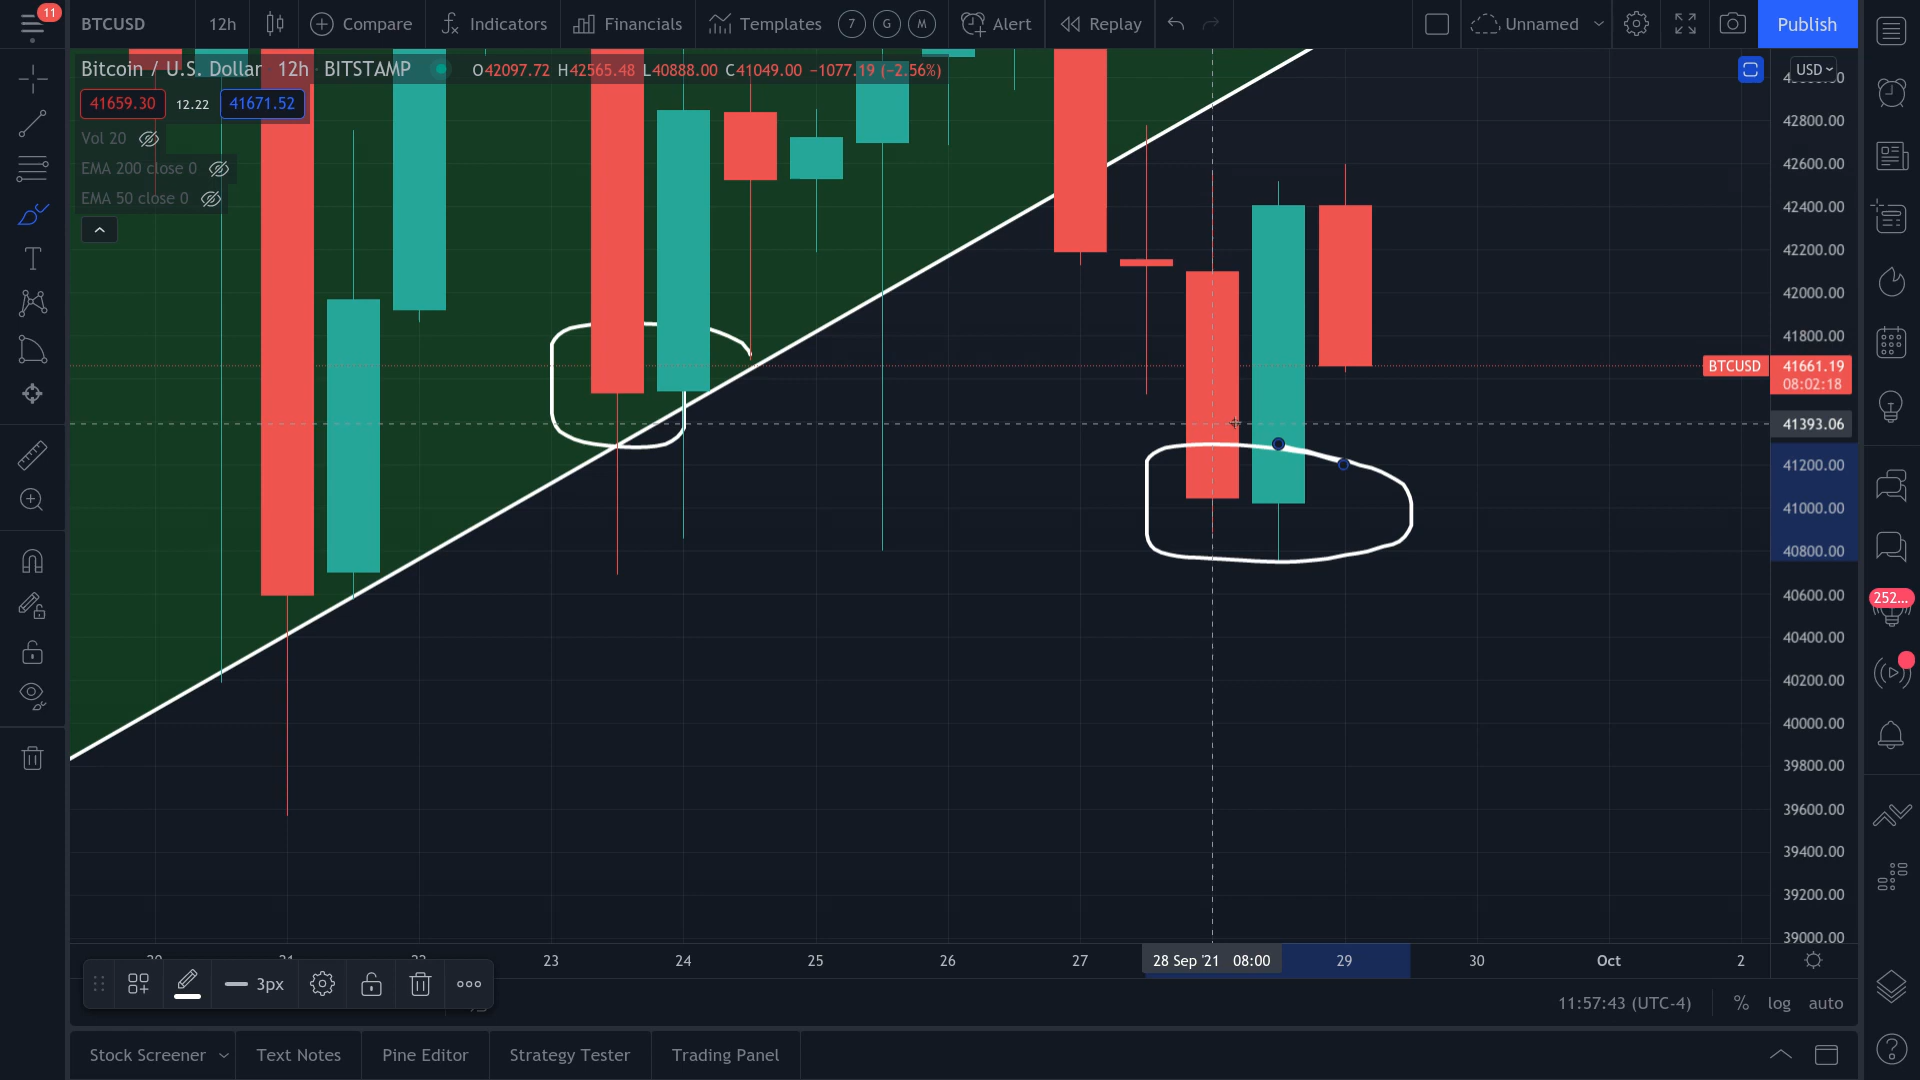 11
BTCUSD 12h Compare Indicators Financials Templates 7 G M Alert Replay Unnamed Publish
Bitcoin / U.S. Dollar 12h BITSTAMP O42097.72 H42565.48 L40888.00 C41049.00 −1077.19 (−2.56%)
USD
41659.30 12.22 41671.52
Vol 20
EMA 200 close 0
EMA 50 close 0
42800.00
42600.00
42400.00
42200.00
42000.00
41800.00
BTCUSD 41661.19
08:02:18
41393.06
41200.00
41000.00
40800.00
40600.00
40400.00
40200.00
40000.00
39800.00
39600.00
39400.00
39200.00
39000.00
252...
23 24 25 26 27 28 Sep '21 08:00 29 30 Oct 2
3px
11:57:43 (UTC-4) % log auto
Stock Screener Text Notes Pine Editor Strategy Tester Trading Panel